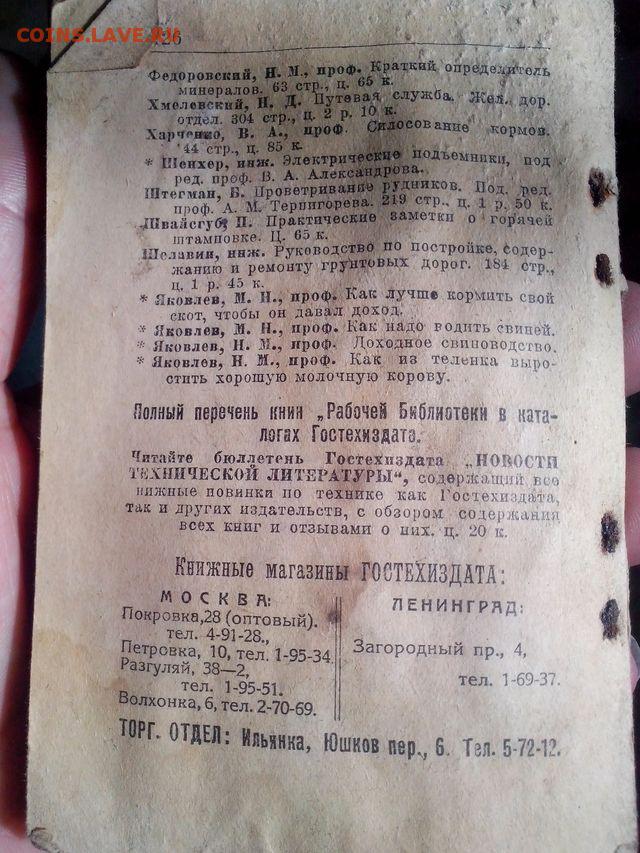 COINS.LAVE.RU
26
Федоровский, Н. М., проф. Краткий определитель
минералов. 63 стр., ц. 65 к.
Хмелевский, Н. Д. Путевая служба. Жел. дор.
отдел. 304 стр., ц. 2 р. 10 к.
Харченко, В. А., проф. Силосование кормов.
44 стр., ц. 85 к.
* Шейхер, инж. Электрические подъемники, под
ред. проф. В. А. Александрова.
Штегман, Б. Проветривание рудников. Под. ред.
проф. А. М. Терпигорева. 219 стр., ц. 1 р. 50 к.
Швайсгут П. Практические заметки о горячей
штамповке. Ц. 65 к.
Шелавин, инж. Руководство по постройке, содер-
жанию и ремонту грунтовых дорог. 184 стр.,
ц. 1 р. 45 к.
* Яковлев, М. Н., проф. Как лучше кормить свой
скот, чтобы он давал доход.
* Яковлев, М. Н., проф. Как надо водить свиней.
* Яковлев, Н. М., проф. Доходное свиноводство.
* Яковлев, Н. М., проф. Как из теленка выро-
стить хорошую молочную корову.
Полный перечень книн „Рабочей Библиотеки в ката-
логах Гостехиздата.
Читайте бюллетень Гостехиздата „НОВОСТИ
ТЕХНИЧЕСКОЙ ЛИТЕРАТУРЫ“, содержащий все
книжные новинки по технике как Гостехиздата,
так и других издательств, с обзором содержания
всех книг и отзывами о них. ц. 20 к.
Книжные магазины ГОСТЕХИЗДАТА:
МОСКВА:
Покровка,28 (оптовый).
тел. 4-91-28.,
Петровка, 10, тел. 1-95-34.
Разгуляй, 38—2,
тел. 1-95-51.
Волхонка, 6, тел. 2-70-69.
ЛЕНИНГРАД:
Загородный пр., 4,
тел. 1-69-37.
ТОРГ. ОТДЕЛ: Ильинка, Юшков пер., 6. Тел. 5-72-12.